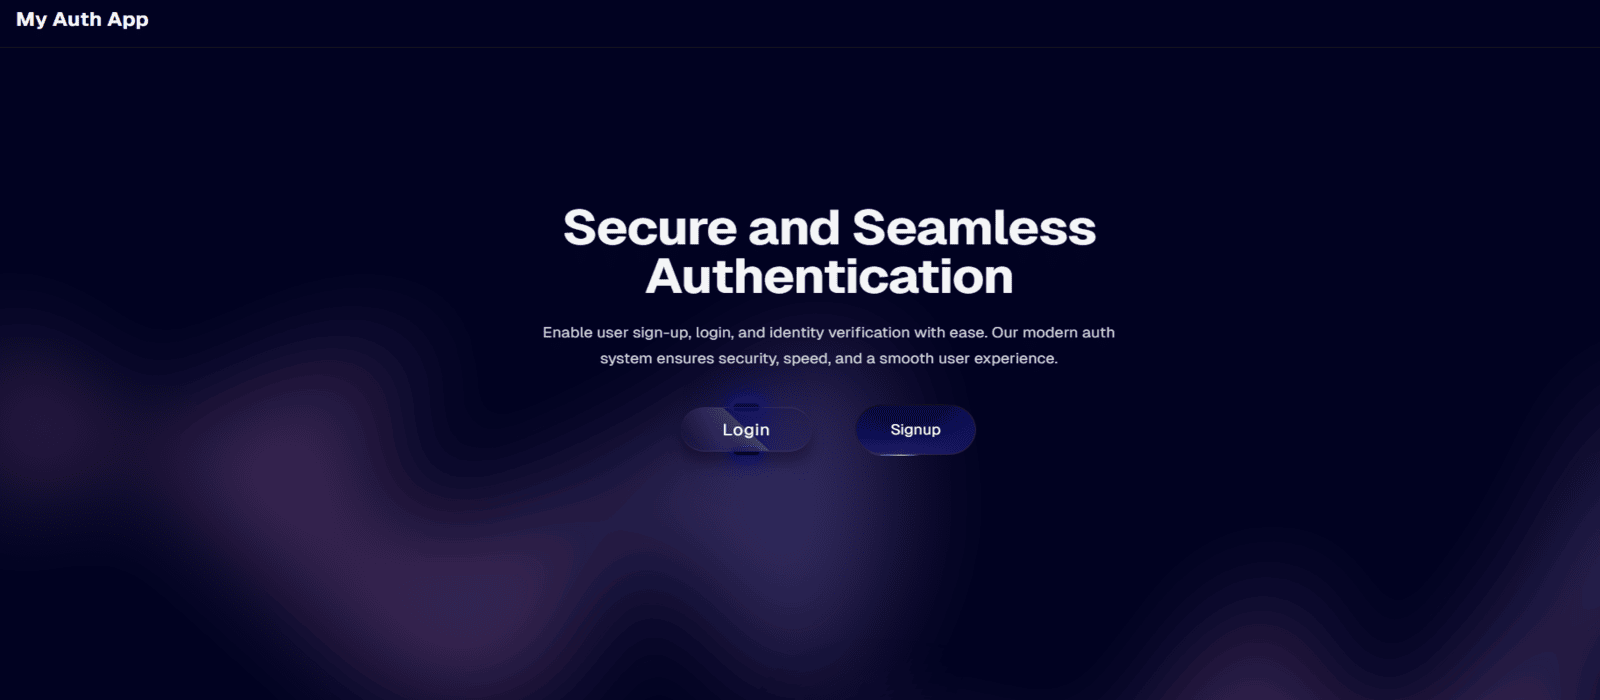 My Auth App
Secure and Seamless
Authentication
Enable user sign-up, login, and identity verification with ease. Our modern auth
system ensures security, speed, and a smooth user experience.
Login
Signup